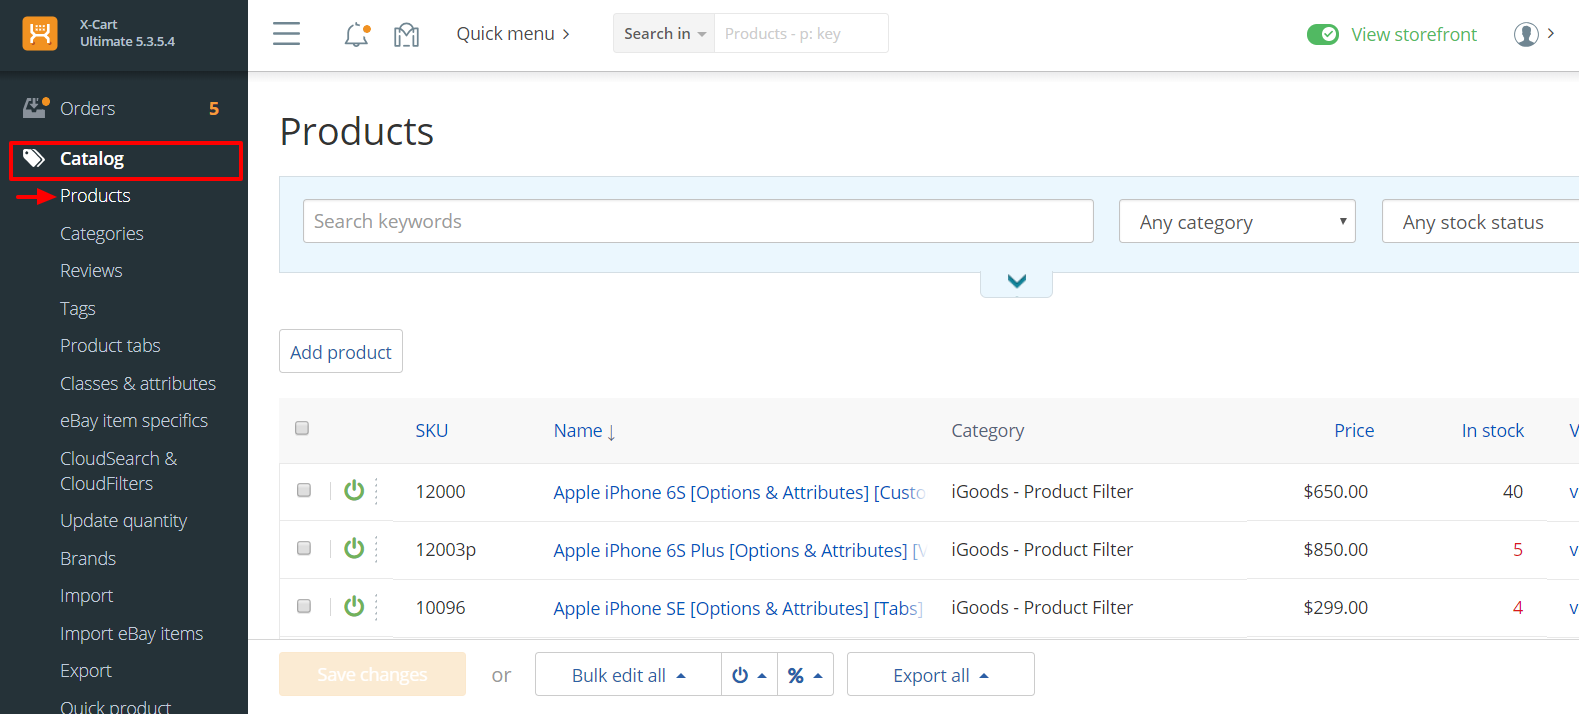 X-Cart
Ultimate 5.3.5.4
Quick menu
Search in
Products - p: key
View storefront
Orders 5
Catalog
Products
Categories
Reviews
Tags
Product tabs
Classes & attributes
eBay item specifics
CloudSearch &
CloudFilters
Update quantity
Brands
Import
Import eBay items
Export
Quick product
Products
Search keywords
Any category
Any stock status
Add product
SKU Name ↓ Category Price In stock V
12000 Apple iPhone 6S [Options & Attributes] [Custo iGoods - Product Filter $650.00 40 v
12003p Apple iPhone 6S Plus [Options & Attributes] [V iGoods - Product Filter $850.00 5 v
10096 Apple iPhone SE [Options & Attributes] [Tabs] iGoods - Product Filter $299.00 4 v
Save changes or Bulk edit all % Export all